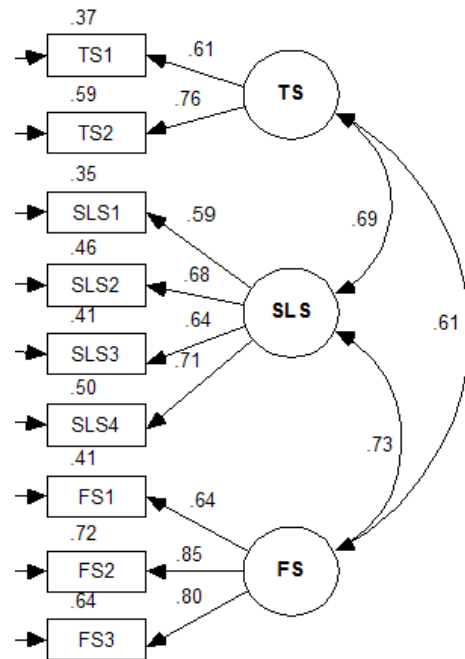 .37
TS1
.61
TS
.59
TS2
.76
.35
SLS1
.59
.69
.46
SLS2
.68
SLS
.61
.41
SLS3
.64
.71
.50
SLS4
.73
.41
FS1
.64
.72
FS2
.85
FS
.64
FS3
.80